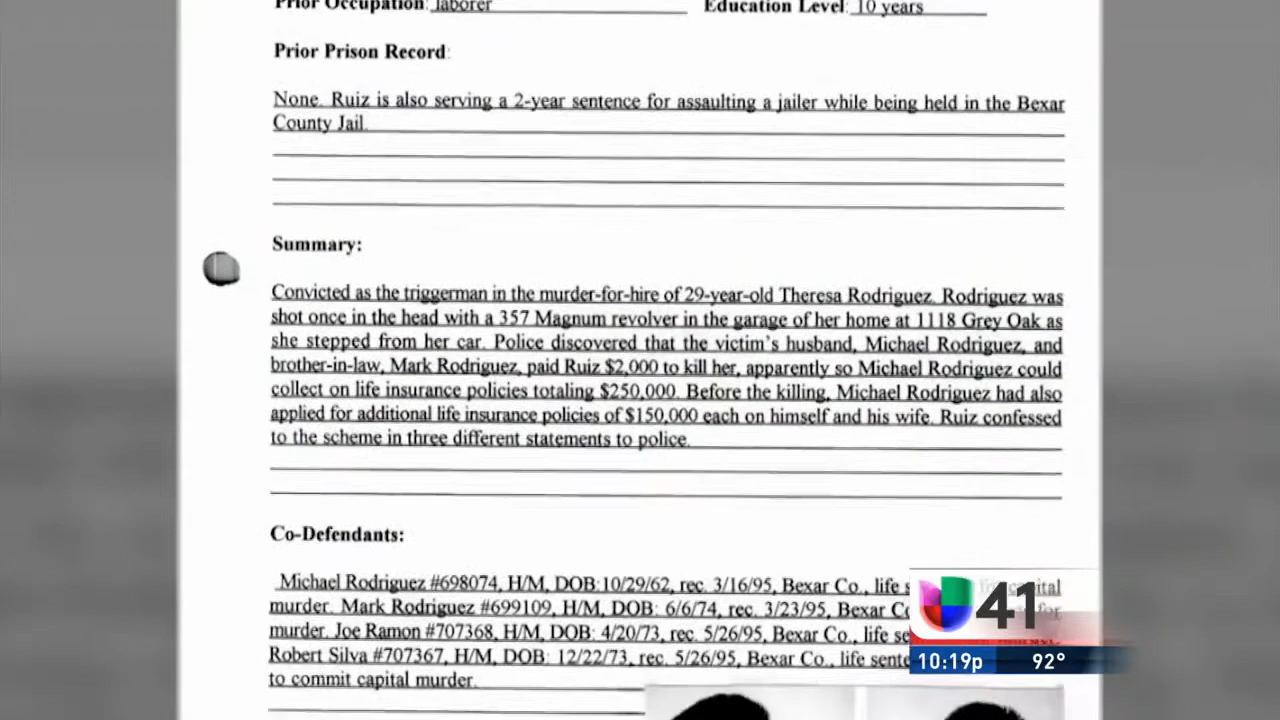 Prior Occupation: laborer Education Level: 10 years
Prior Prison Record:
None. Ruiz is also serving a 2-year sentence for assaulting a jailer while being held in the Bexar
County Jail.
Summary:
Convicted as the triggerman in the murder-for-hire of 29-year-old Theresa Rodriguez. Rodriguez was
shot once in the head with a 357 Magnum revolver in the garage of her home at 1118 Grey Oak as
she stepped from her car. Police discovered that the victim's husband, Michael Rodriguez, and
brother-in-law, Mark Rodriguez, paid Ruiz $2,000 to kill her, apparently so Michael Rodriguez could
collect on life insurance policies totaling $250,000. Before the killing, Michael Rodriguez had also
applied for additional life insurance policies of $150,000 each on himself and his wife. Ruiz confessed
to the scheme in three different statements to police.
Co-Defendants:
Michael Rodriguez #698074, H/M, DOB:10/29/62, rec. 3/16/95, Bexar Co., life
murder. Mark Rodriguez #699109, H/M, DOB: 6/6/74, rec. 3/23/95, Bexar for
murder. Joe Ramon #707368, H/M, DOB: 4/20/73, rec. 5/26/95, Bexar Co., life
Robert Silva #707367, H/M, DOB: 12/22/73, rec. 5/26/95, Bexar Co., life
to commit capital murder.
41
10:19p 92°